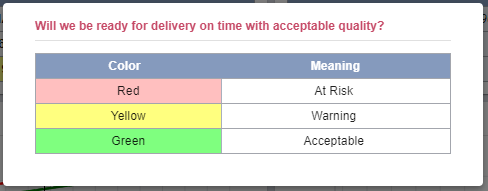 Will we be ready for delivery on time with acceptable quality?
Color Meaning
Red At Risk
Yellow Warning
Green Acceptable